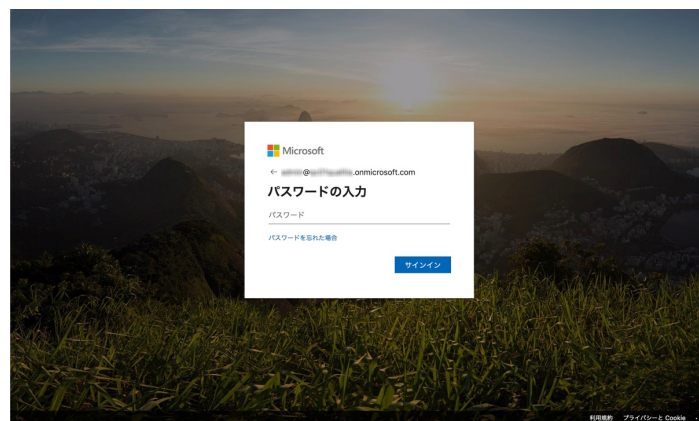 Microsoft
← @ .onmicrosoft.com
パスワードの入力
パスワード
パスワードを忘れた場合
サインイン
利用規約 プライバシーと Cookie